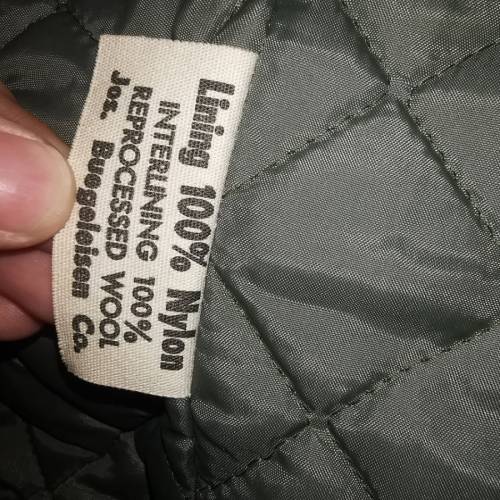 Lining 100% Nylon
INTERLINING 100%
REPROCESSED WOOL
Jos. Buegeleisen Co.